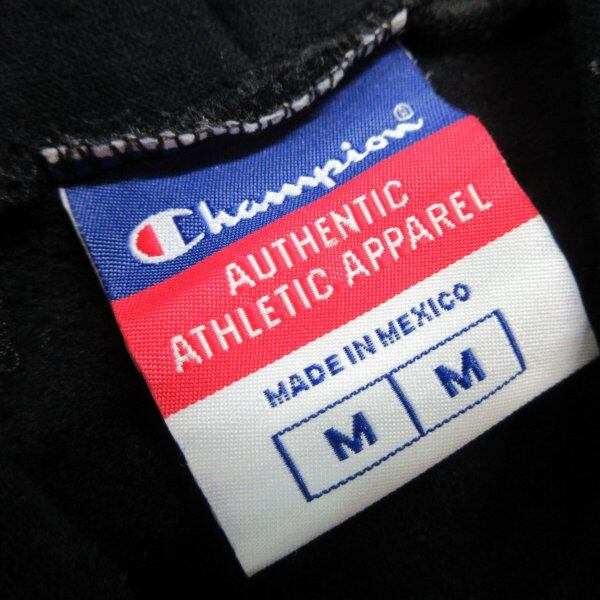 Champion®
AUTHENTIC
ATHLETIC APPAREL
MADE IN MEXICO
M M